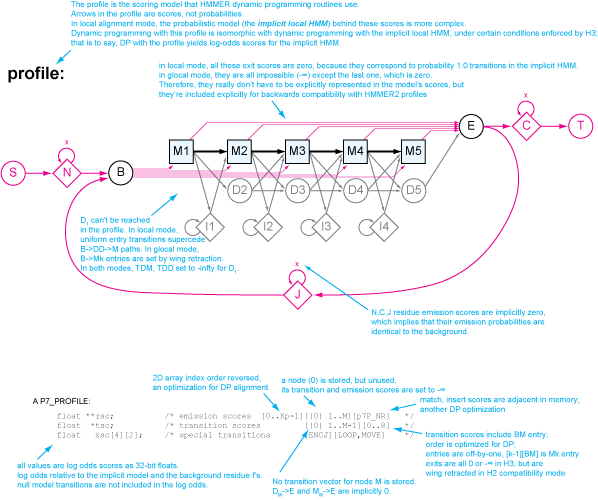 The profile is the scoring model that HMMER dynamic programming routines use.
Arrows in the profile are scores, not probabilities.
In local alignment mode, the probabilistic model (the implicit local HMM) behind these scores is more complex.
Dynamic programming with this profile is isomorphic with dynamic programming with the implicit local HMM, under certain conditions enforced by H3;
that is to say, DP with the profile yields log-odds scores for the implicit HMM.
profile:
in local mode, all these exit scores are zero, because they correspond to probability 1.0 transitions in the implicit HMM.
in glocal mode, they are all impossible (-∞) except the last one, which is zero.
Therefore, they really don't have to be explicitly represented in the model's scores, but
they're included explicitly for backwards compatibility with HMMER2 profiles
x
E
C
T
M1
M2
M3
M4
M5
x
S
N
B
D2
D3
D4
D5
I1
I2
I3
I4
D₁ can't be reached
in the profile. In local mode,
uniform entry transitions supercede
B->DD->M paths. In glocal mode,
B->Mk entries are set by wing retraction.
In both modes, TDM, TDD set to -infty for D₁
x
J
N,C,J residue emission scores are implicitly zero,
which implies that their emission probabilities are
identical to the background.
2D array index order reversed,
an optimization for DP alignment
a node (0) is stored, but unused.
its transition and emission scores are set to -∞
match, insert scores are adjacent in memory;
another DP optimization
A P7_PROFILE:
float **rsc; /* emission scores [0..Kp-1][(0) 1..M][p7P_NR] */
float *tsc; /* transition scores [(0) 1..M-1][0..8] */
float xsc[4][2]; /* special transitions [ENCJ][LOOP,MOVE] */
transition scores include BM entry;
order is optimized for DP;
entries are off-by-one, [k-1][BM] is Mk entry
exits are all 0 or -∞ in H3, but are
wing retracted in H2 compatibility mode
all values are log odds scores as 32-bit floats.
log odds relative to the implicit model and the background residue f's.
null model transitions are not included in the log odds.
No transition vector for node M is stored.
Dₘ->E and Mₘ->E are implicitly 0.